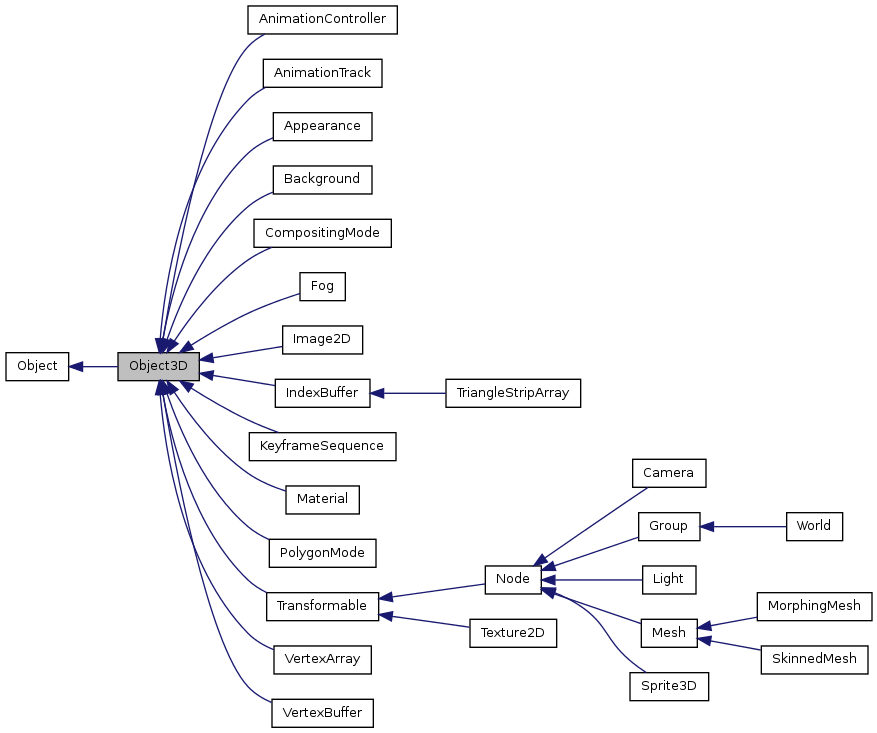 AnimationController
AnimationTrack
Appearance
Background
CompositingMode
Fog
Image2D
Object
Object3D
IndexBuffer
TriangleStripArray
KeyframeSequence
Camera
Material
Group
World
PolygonMode
Node
Light
Transformable
MorphingMesh
Texture2D
Mesh
VertexArray
SkinnedMesh
Sprite3D
VertexBuffer